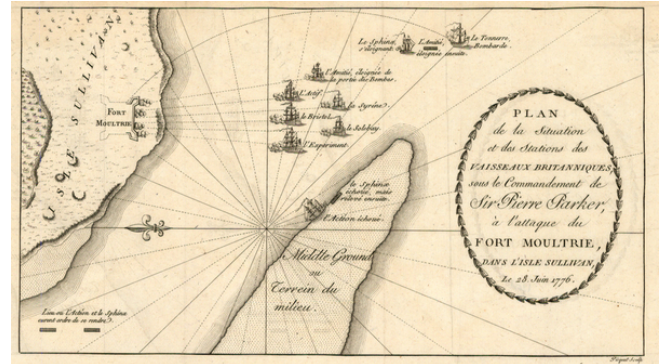 PLAN
de la Situation
et des Stations des
VAISSEAUX BRITANNIQUES,
sous le Commandement de
Sir Pierre Parker,
à l'attaque du
FORT MOULTRIE,
DANS L'ISLE SULLIVAN,
Le 28. Juin 1776.
ISLE SULLIVAN
FORT
MOULTRIE
Le Sphinx
s'éloignant.
L'Amitié,
éloignée ensuite.
Le Tonnerre,
Bombarde.
l'Amitié, éloignée de
la portée des Bombes.
l'Actif.
la Syréne.
le Bristol.
le Solebay.
l'Expériment.
le Sphinx
échoué, mais
relevé ensuite.
l'Action échoué.
Middle Ground
ou
Terrein du
milieu.
Lieu où l'Action et le Sphinx
eurent ordre de se rendre.